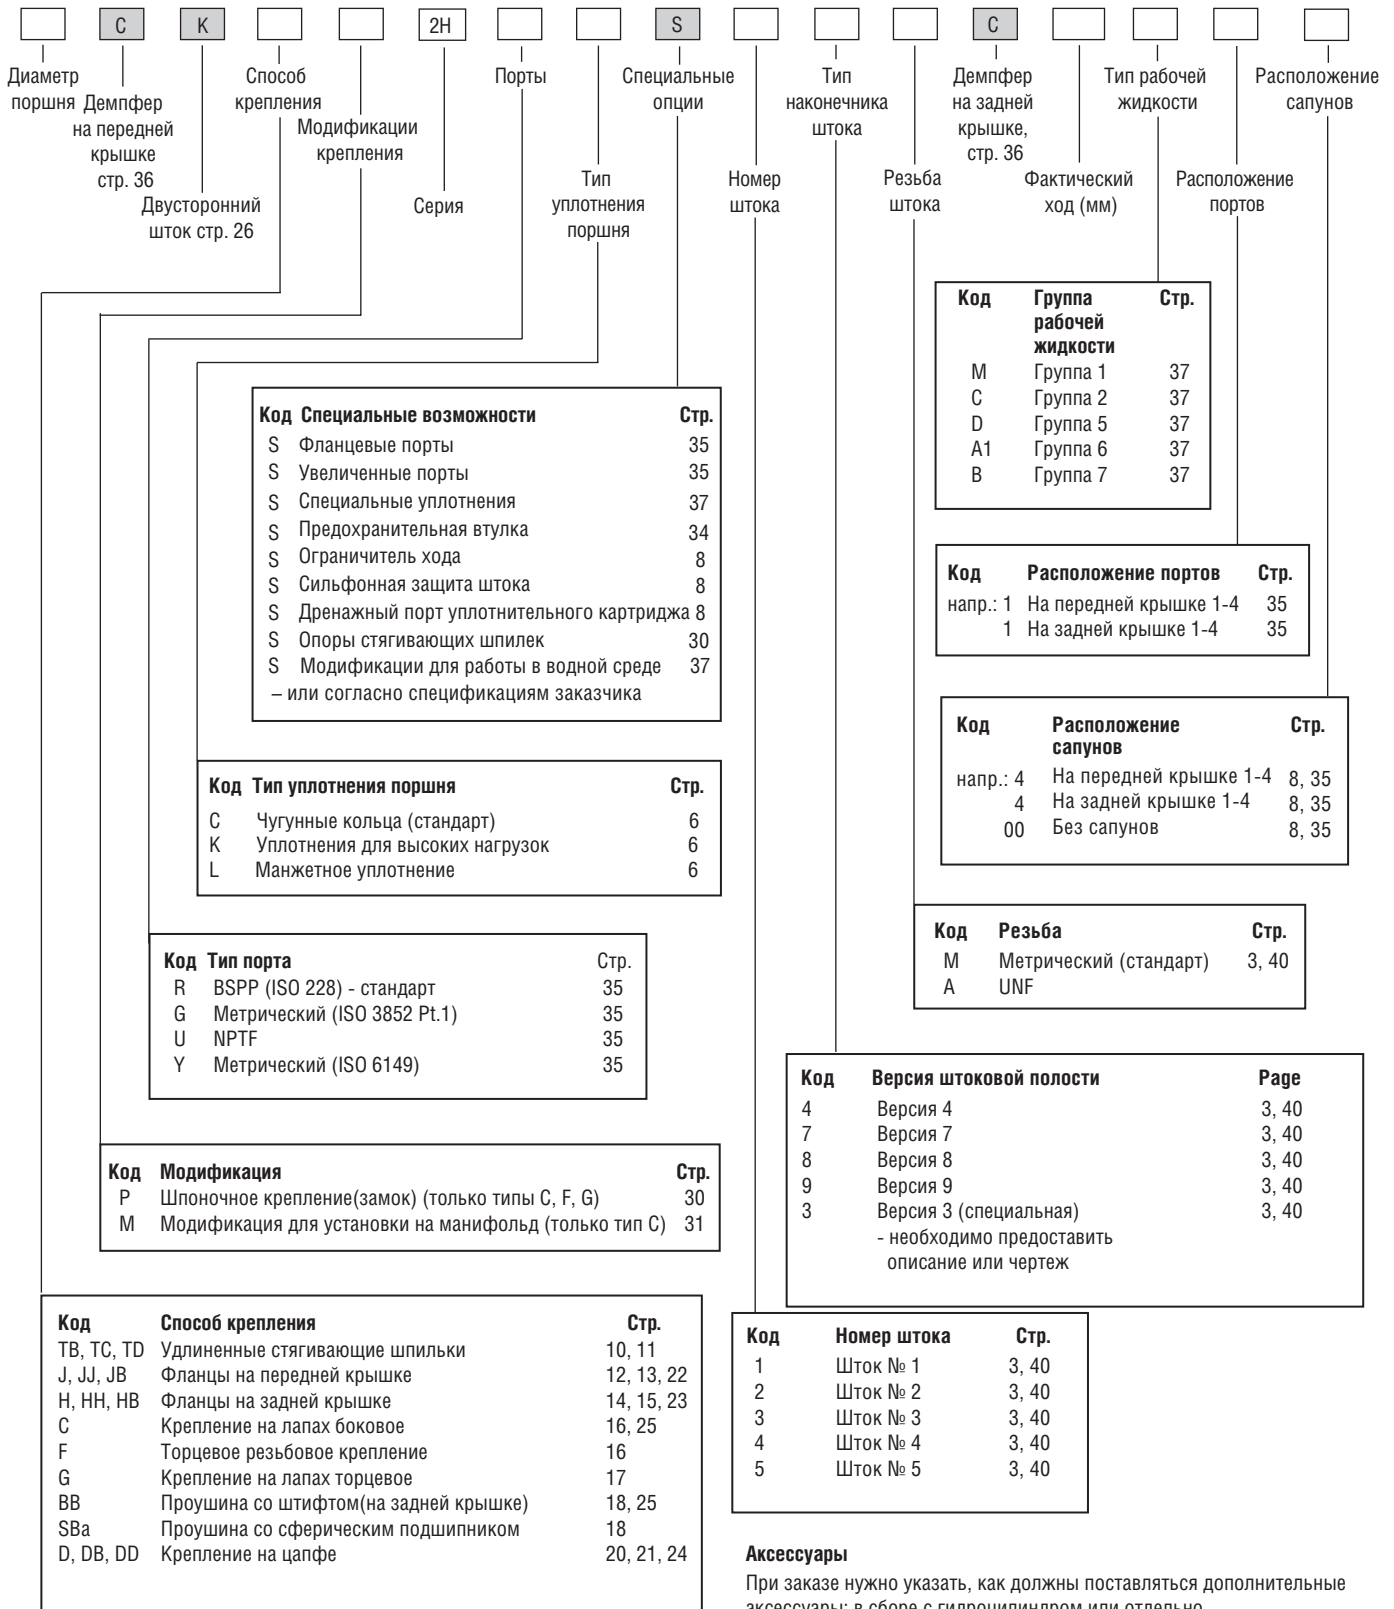 C K 2H S C
Диаметр
поршня
Демпфер
на передней
крышке
стр. 36
Двусторонний
шток стр. 26
Способ
крепления
Модификации
крепления
Серия
Порты
Тип
уплотнения
поршня
Специальные
опции
Номер
штока
Тип
наконечника
штока
Резьба
штока
Демпфер
на задней
крышке,
стр. 36
Фактический
ход (мм)
Тип рабочей
жидкости
Расположение
портов
Расположение
сапунов
Код Группа Стр.
рабочей
жидкости
M Группа 1 37
C Группа 2 37
D Группа 5 37
A1 Группа 6 37
B Группа 7 37
Код Специальные возможности Стр.
S Фланцевые порты 35
S Увеличенные порты 35
S Специальные уплотнения 37
S Предохранительная втулка 34
S Ограничитель хода 8
S Сильфонная защита штока 8
S Дренажный порт уплотнительного картриджа 8
S Опоры стягивающих шпилек 30
S Модификации для работы в водной среде 37
– или согласно спецификациям заказчика
Код Расположение портов Стр.
напр.: 1 На передней крышке 1-4 35
1 На задней крышке 1-4 35
Код Расположение Стр.
сапунов
напр.: 4 На передней крышке 1-4 8, 35
4 На задней крышке 1-4 8, 35
00 Без сапунов 8, 35
Код Тип уплотнения поршня Стр.
C Чугунные кольца (стандарт) 6
K Уплотнения для высоких нагрузок 6
L Манжетное уплотнение 6
Код Резьба Стр.
M Метрический (стандарт) 3, 40
A UNF
Код Тип порта Стр.
R BSPP (ISO 228) - стандарт 35
G Метрический (ISO 3852 Pt.1) 35
U NPTF 35
Y Метрический (ISO 6149) 35
Код Версия штоковой полости Page
4 Версия 4 3, 40
7 Версия 7 3, 40
8 Версия 8 3, 40
9 Версия 9 3, 40
3 Версия 3 (специальная) 3, 40
- необходимо предоставить
описание или чертеж
Код Модификация Стр.
P Шпоночное крепление(замок) (только типы C, F, G) 30
M Модификация для установки на манифольд (только тип C) 31
Код Способ крепления Стр.
TB, TC, TD Удлиненные стягивающие шпильки 10, 11
J, JJ, JB Фланцы на передней крышке 12, 13, 22
H, HH, HB Фланцы на задней крышке 14, 15, 23
C Крепление на лапах боковое 16, 25
F Торцевое резьбовое крепление 16
G Крепление на лапах торцевое 17
BB Проушина со штифтом(на задней крышке) 18, 25
SBa Проушина со сферическим подшипником 18
D, DB, DD Крепление на цапфе 20, 21, 24
Код Номер штока Стр.
1 Шток № 1 3, 40
2 Шток № 2 3, 40
3 Шток № 3 3, 40
4 Шток № 4 3, 40
5 Шток № 5 3, 40
Аксессуары
При заказе нужно указать, как должны поставляться дополнительные
аксессуары: в сборе с гидроцилиндром или отдельно